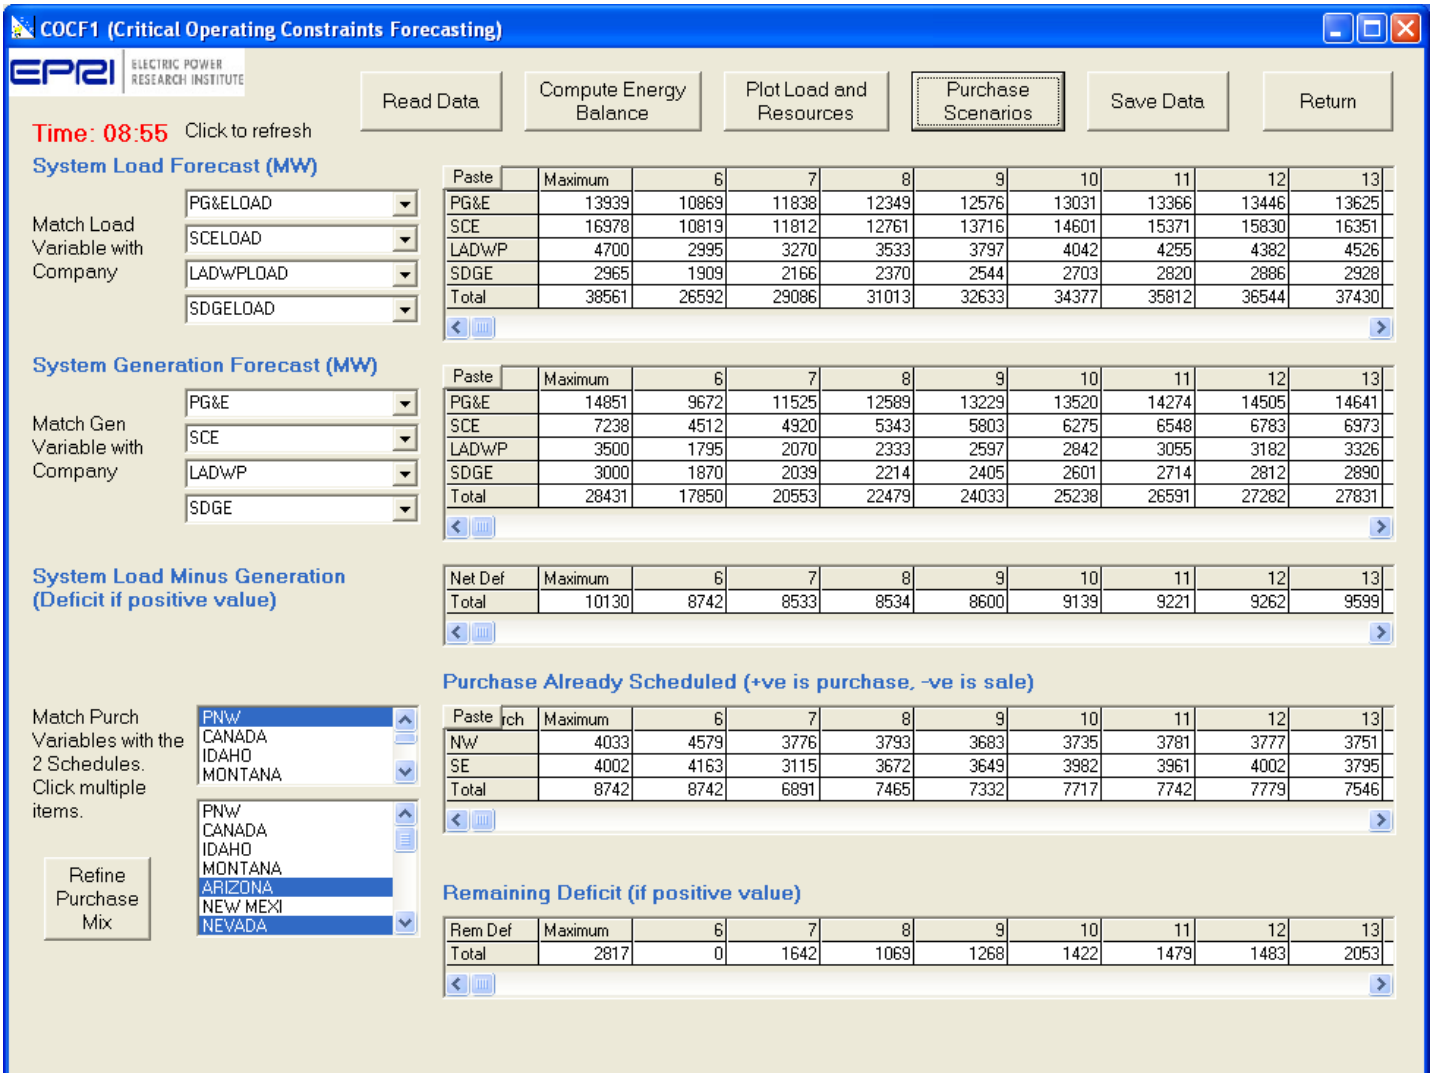 COCF1 (Critical Operating Constraints Forecasting)
EPRI ELECTRIC POWER
RESEARCH INSTITUTE
Read Data
Compute Energy
Balance
Plot Load and
Resources
Purchase
Scenarios
Save Data
Return
Time: 08:55 Click to refresh
System Load Forecast (MW)
Match Load
Variable with
Company
PG&ELOAD
SCELOAD
LADWPLOAD
SDGELOAD
Paste Maximum 6 7 8 9 10 11 12 13
PG&E 13939 10869 11838 12349 12576 13031 13366 13446 13625
SCE 16978 10819 11812 12761 13716 14601 15371 15830 16351
LADWP 4700 2995 3270 3533 3797 4042 4255 4382 4526
SDGE 2965 1909 2166 2370 2544 2703 2820 2886 2928
Total 38561 26592 29086 31013 32633 34377 35812 36544 37430
System Generation Forecast (MW)
Match Gen
Variable with
Company
PG&E
SCE
LADWP
SDGE
Paste Maximum 6 7 8 9 10 11 12 13
PG&E 14851 9672 11525 12589 13229 13520 14274 14505 14641
SCE 7238 4512 4920 5343 5803 6275 6548 6783 6973
LADWP 3500 1795 2070 2333 2597 2842 3055 3182 3326
SDGE 3000 1870 2039 2214 2405 2601 2714 2812 2890
Total 28431 17850 20553 22479 24033 25238 26591 27282 27831
System Load Minus Generation
(Deficit if positive value)
Net Def Maximum 6 7 8 9 10 11 12 13
Total 10130 8742 8533 8534 8600 9139 9221 9262 9599
Purchase Already Scheduled (+ve is purchase, -ve is sale)
Match Purch
Variables with the
2 Schedules.
Click multiple
items.
PNW
CANADA
IDAHO
MONTANA
PNW
CANADA
IDAHO
MONTANA
ARIZONA
NEW MEXI
NEVADA
Refine
Purchase
Mix
Paste rch Maximum 6 7 8 9 10 11 12 13
NW 4033 4579 3776 3793 3683 3735 3781 3777 3751
SE 4002 4163 3115 3672 3649 3982 3961 4002 3795
Total 8742 8742 6891 7465 7332 7717 7742 7779 7546
Remaining Deficit (if positive value)
Rem Def Maximum 6 7 8 9 10 11 12 13
Total 2817 0 1642 1069 1268 1422 1479 1483 2053